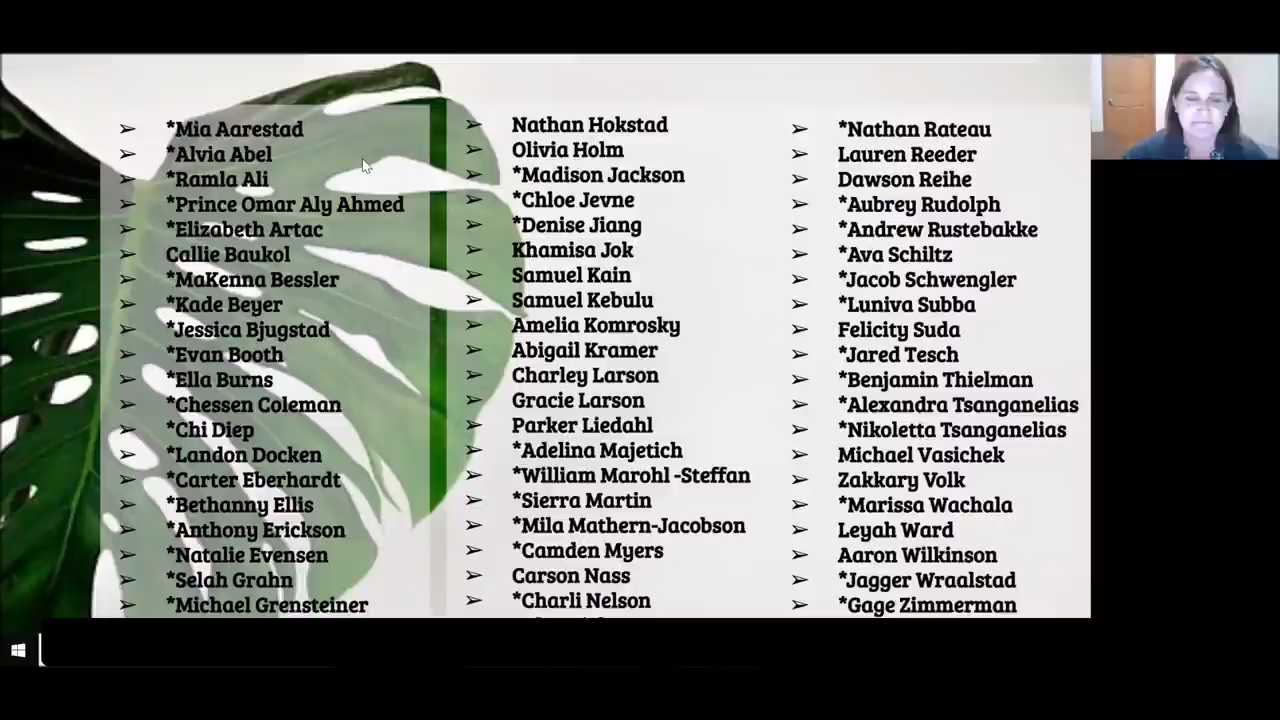 *Mia Aarestad
*Alvia Abel
*Ramla Ali
*Prince Omar Aly Ahmed
*Elizabeth Artac
Callie Baukol
*MaKenna Bessler
*Kade Beyer
*Jessica Bjugstad
*Evan Booth
*Ella Burns
*Chessen Coleman
*Chi Diep
*Landon Docken
*Carter Eberhardt
*Bethanny Ellis
*Anthony Erickson
*Natalie Evensen
*Selah Grahn
*Michael Grensteiner
Nathan Hokstad
Olivia Holm
*Madison Jackson
*Chloe Jevne
*Denise Jiang
Khamisa Jok
Samuel Kain
Samuel Kebulu
Amelia Komrosky
Abigail Kramer
Charley Larson
Gracie Larson
Parker Liedahl
*Adelina Majetich
*William Marohl -Steffan
*Sierra Martin
*Mila Mathern-Jacobson
*Camden Myers
Carson Nass
*Charli Nelson
*Nathan Rateau
Lauren Reeder
Dawson Reihe
*Aubrey Rudolph
*Andrew Rustebakke
*Ava Schiltz
*Jacob Schwengler
*Luniva Subba
Felicity Suda
*Jared Tesch
*Benjamin Thielman
*Alexandra Tsanganelias
*Nikoletta Tsanganelias
Michael Vasichek
Zakkary Volk
*Marissa Wachala
Leyah Ward
Aaron Wilkinson
*Jagger Wraalstad
*Gage Zimmerman